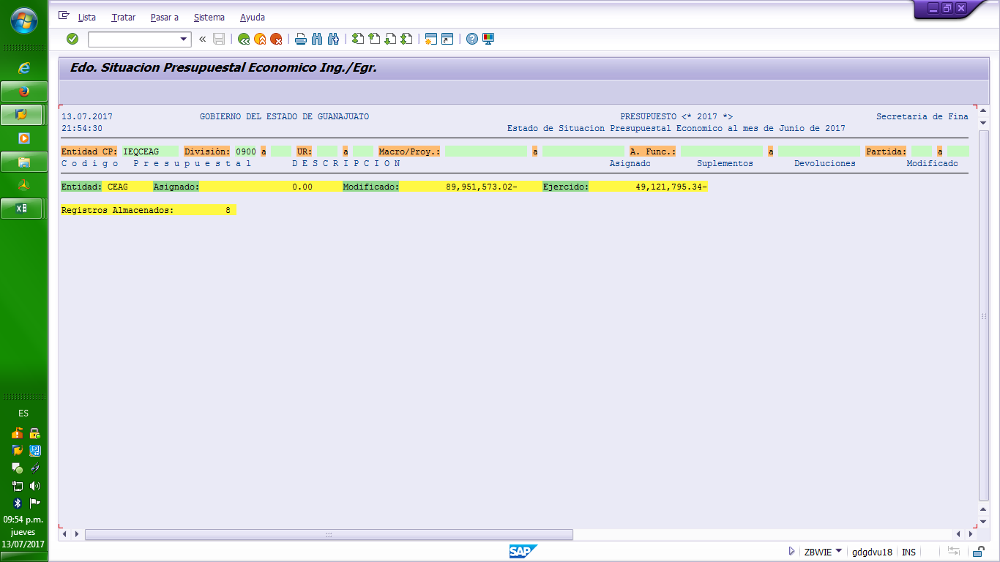 Lista Tratar Pasar a Sistema Ayuda
Edo. Situacion Presupuestal Economico Ing./Egr.
13.07.2017 GOBIERNO DEL ESTADO DE GUANAJUATO PRESUPUESTO <* 2017 *> Secretaria de Fina
21:54:30 Estado de Situacion Presupuestal Economico al mes de Junio de 2017
Entidad CP: IEQCEAG División: 0900 a UR: a Macro/Proy.: a A. Func.: a Partida: a
C o d i g o P r e s u p u e s t a l D E S C R I P C I O N Asignado Suplementos Devoluciones Modificado
Entidad: CEAG Asignado: 0.00 Modificado: 89,951,573.02- Ejercido: 49,121,795.34-
Registros Almacenados: 8
ES
09:54 p.m.
jueves
13/07/2017
SAP
ZBWIE gdgdvu18 INS